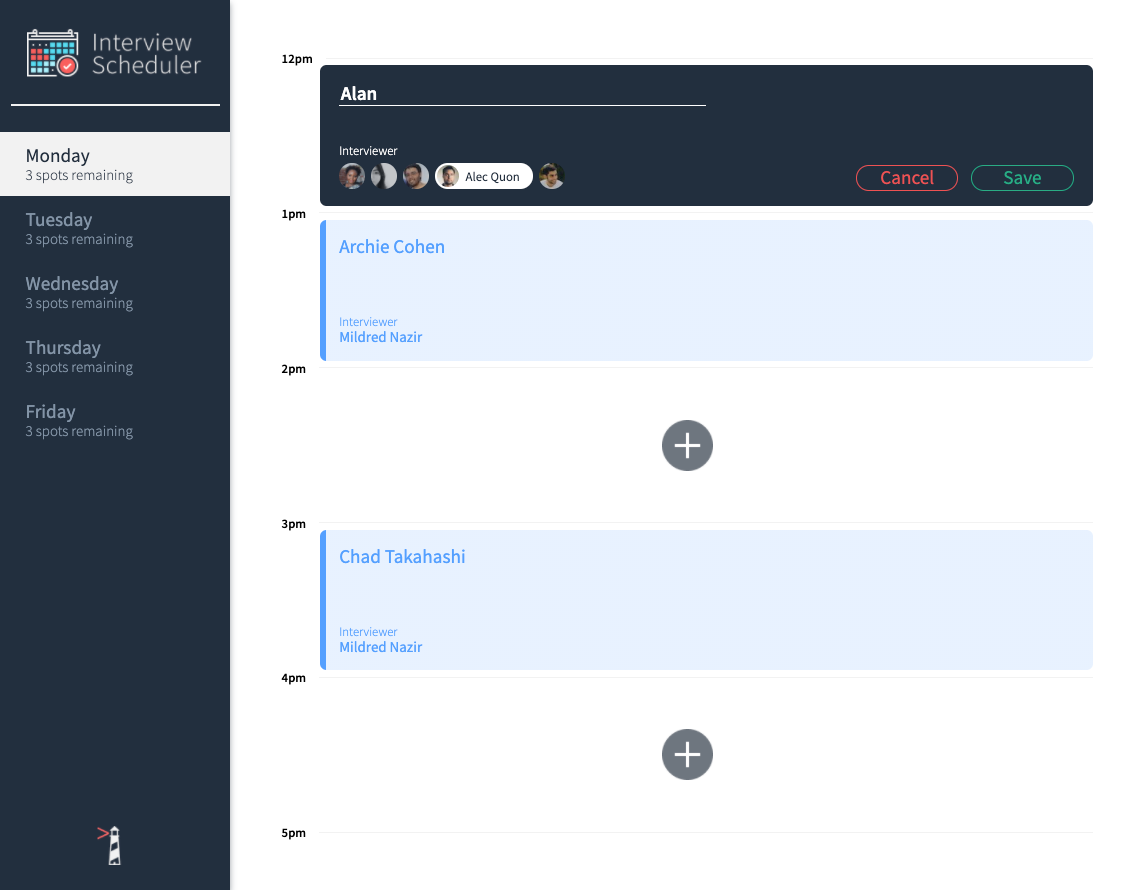 Interview
Scheduler
Monday
3 spots remaining
Tuesday
3 spots remaining
Wednesday
3 spots remaining
Thursday
3 spots remaining
Friday
3 spots remaining
12pm
Alan
Interviewer
Alec Quon
Cancel
Save
1pm
Archie Cohen
Interviewer
Mildred Nazir
2pm
3pm
Chad Takahashi
Interviewer
Mildred Nazir
4pm
5pm